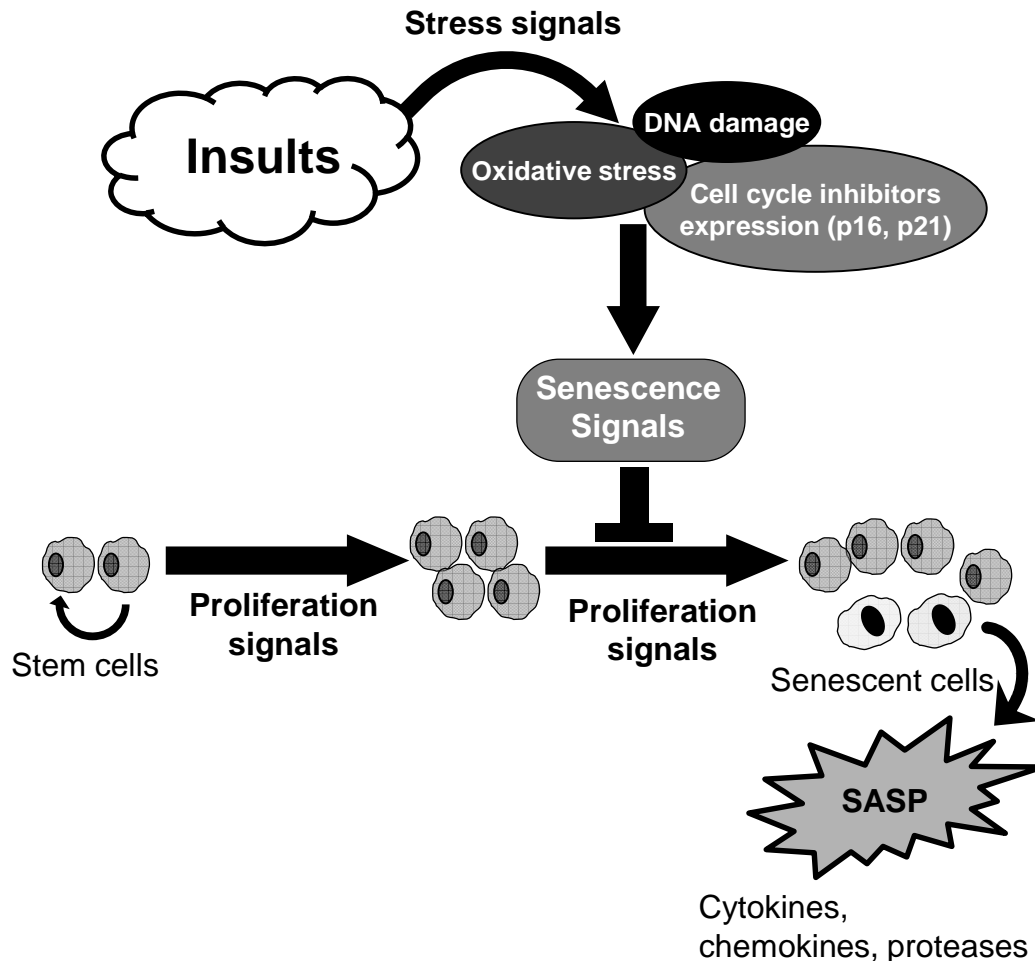 Stress signals
Insults
DNA damage
Oxidative stress
Cell cycle inhibitors
expression (p16, p21)
Senescence
Signals
Proliferation
signals
Proliferation
signals
Stem cells
Senescent cells
SASP
Cytokines,
chemokines, proteases